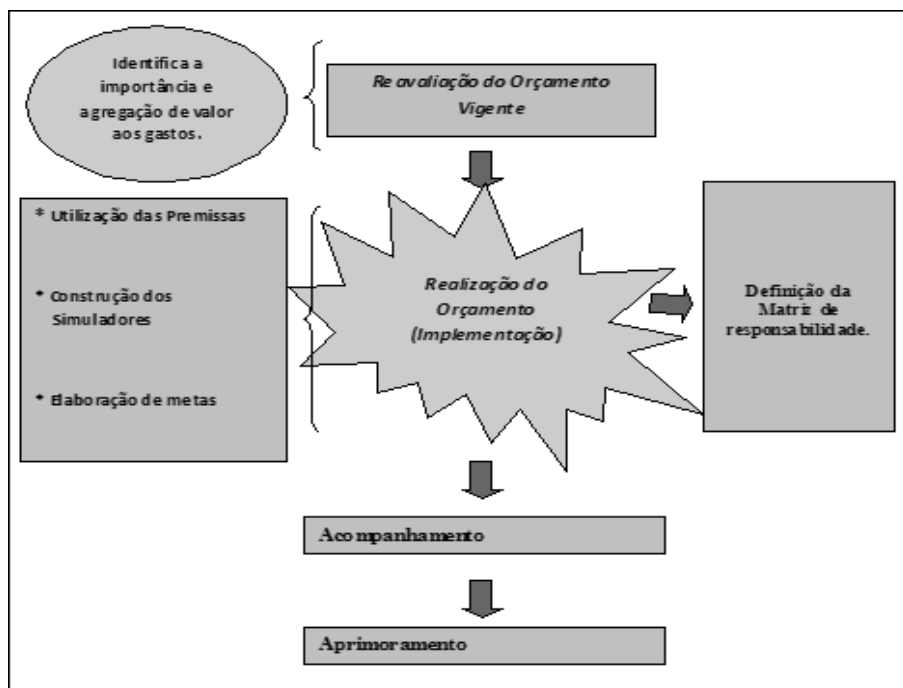 Identifica a
importância e
agregação de valor
aos gastos.
Reavaliação do Orçamento
Vigente
* Utilização das Premissas
* Construção dos
Simuladores
* Elaboração de metas
Realização do
Orçamento
(Implementação)
Definição da
Matriz de
responsabilidade.
Acompanhamento
Aprimoramento